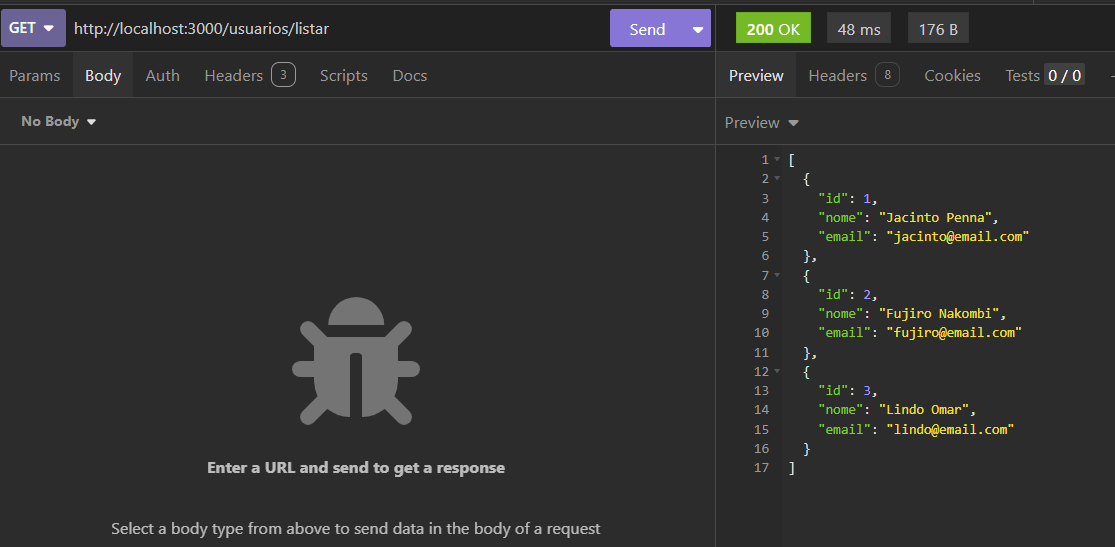 GET http://localhost:3000/usuarios/listar Send 200 OK 48 ms 176 B
Params Body Auth Headers 3 Scripts Docs
Preview Headers 8 Cookies Tests 0 / 0
No Body
Preview
Enter a URL and send to get a response
Select a body type from above to send data in the body of a request
1 [
2 {
3 "id": 1,
4 "nome": "Jacinto Penna",
5 "email": "jacinto@email.com"
6 },
7 {
8 "id": 2,
9 "nome": "Fujiro Nakombi",
10 "email": "fujiro@email.com"
11 },
12 {
13 "id": 3,
14 "nome": "Lindo Omar",
15 "email": "lindo@email.com"
16 }
17 ]